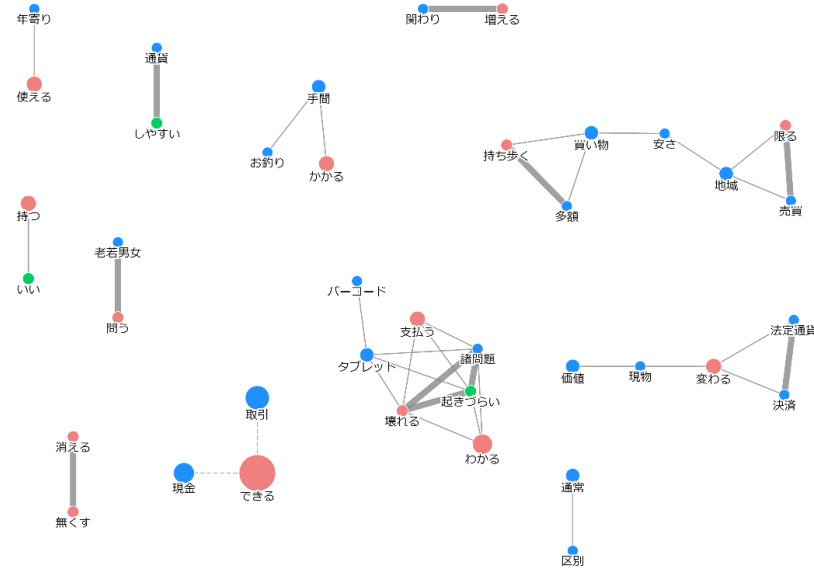 年寄り
使える
通貨
しやすい
手間
お釣り
かかる
関わり
増える
持ち歩く
買い物
多額
安さ
地域
限る
売買
持つ
いい
老若男女
問う
バーコード
支払う
諸問題
タブレット
起きづらい
壊れる
わかる
法定通貨
価値
現物
変わる
決済
取引
現金
できる
消える
無くす
通常
区別